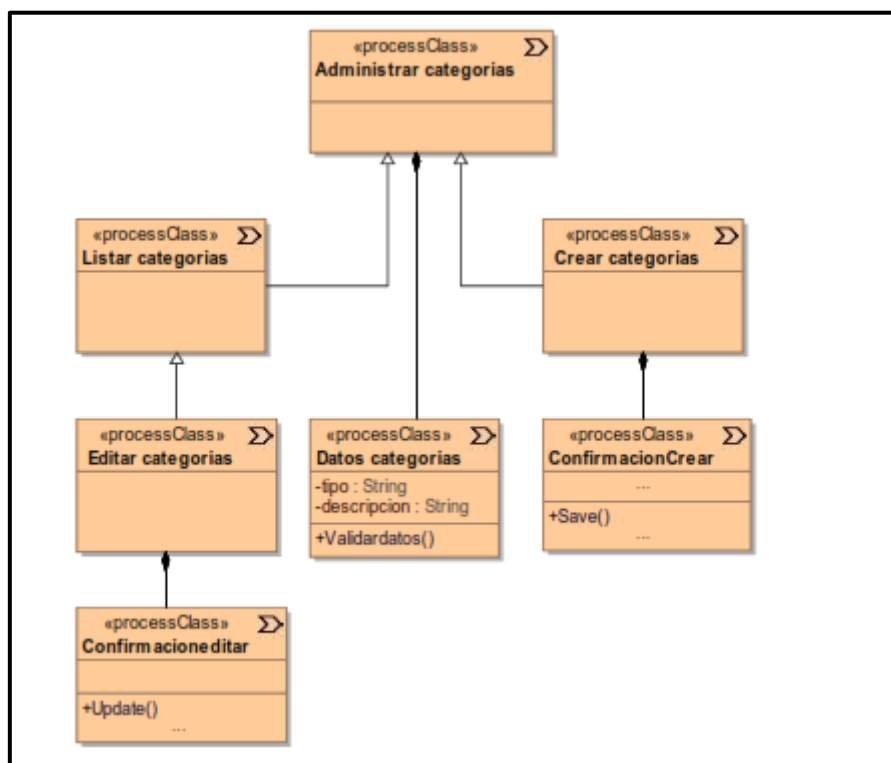 «processClass»
Administrar categorias
«processClass»
Listar categorias
«processClass»
Crear categorias
«processClass»
Editar categorias
«processClass»
Datos categorias
-tipo : String
-descripcion : String
+Validardatos()
«processClass»
ConfirmacionCrear
...
+Save()
...
«processClass»
Confirmacioneditar
+Update()
...